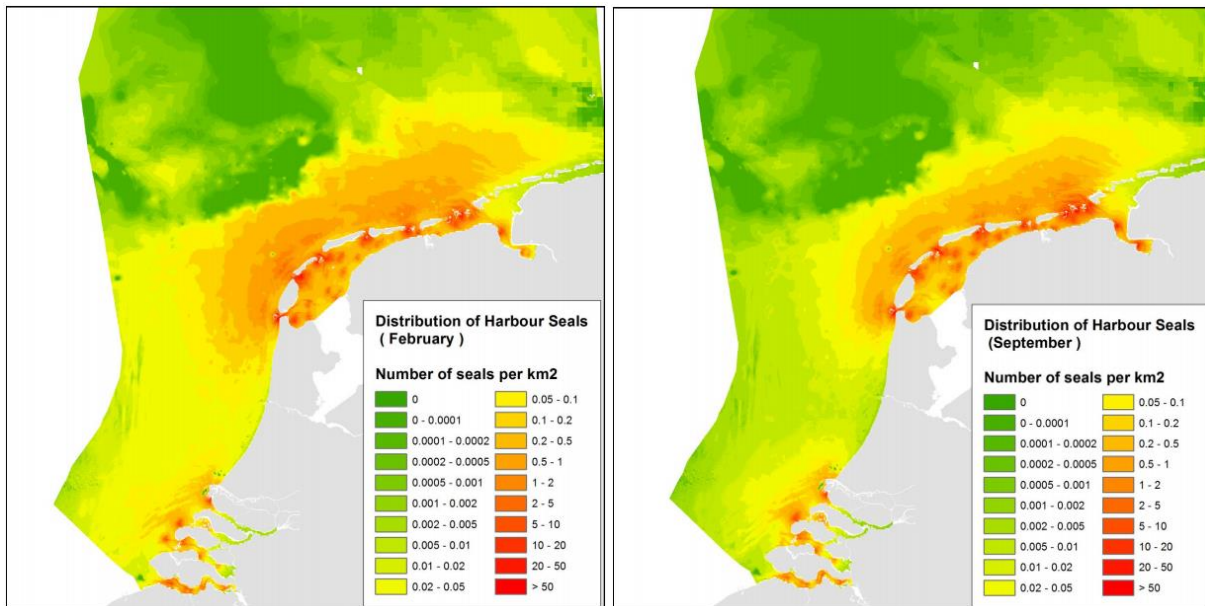 Distribution of Harbour Seals
( February )
Number of seals per km2
0
0 - 0.0001
0.0001 - 0.0002
0.0002 - 0.0005
0.0005 - 0.001
0.001 - 0.002
0.002 - 0.005
0.005 - 0.01
0.01 - 0.02
0.02 - 0.05
0.05 - 0.1
0.1 - 0.2
0.2 - 0.5
0.5 - 1
1 - 2
2 - 5
5 - 10
10 - 20
20 - 50
> 50
Distribution of Harbour Seals
(September )
Number of seals per km2
0
0 - 0.0001
0.0001 - 0.0002
0.0002 - 0.0005
0.0005 - 0.001
0.001 - 0.002
0.002 - 0.005
0.005 - 0.01
0.01 - 0.02
0.02 - 0.05
0.05 - 0.1
0.1 - 0.2
0.2 - 0.5
0.5 - 1
1 - 2
2 - 5
5 - 10
10 - 20
20 - 50
> 50